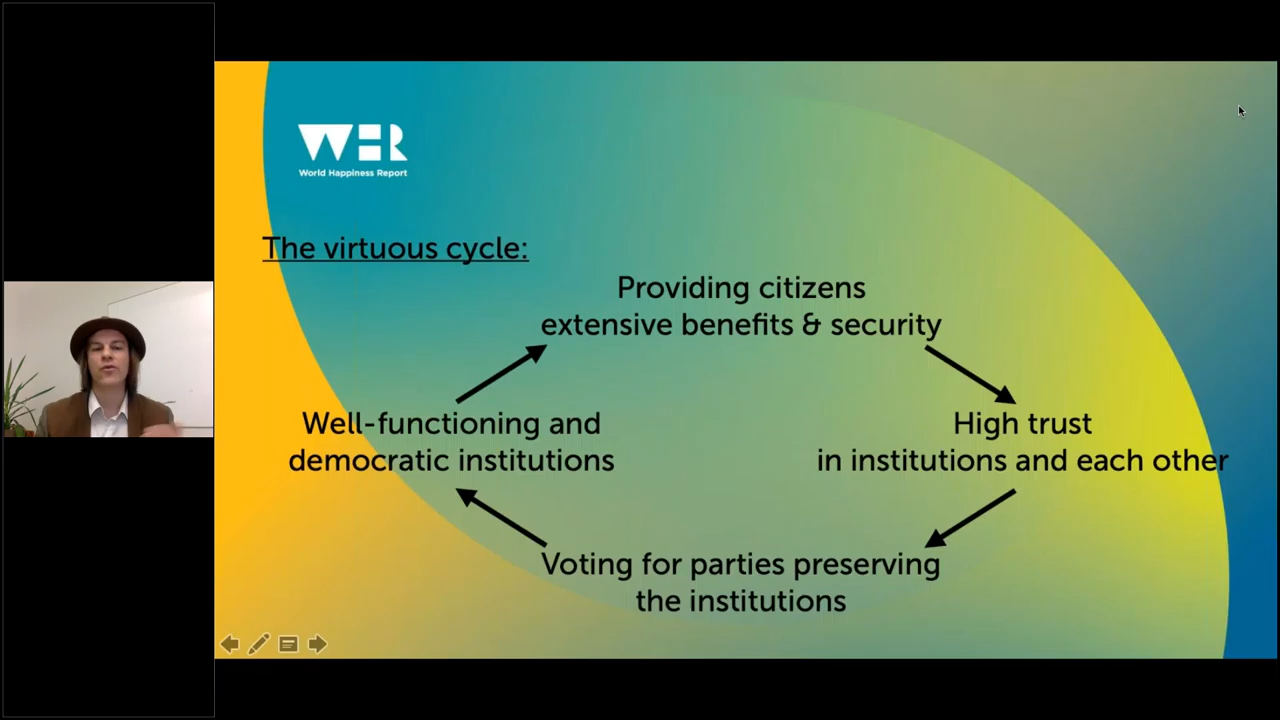 WHR
World Happiness Report
The virtuous cycle:
Providing citizens
extensive benefits & security
Well-functioning and
democratic institutions
High trust
in institutions and each other
Voting for parties preserving
the institutions